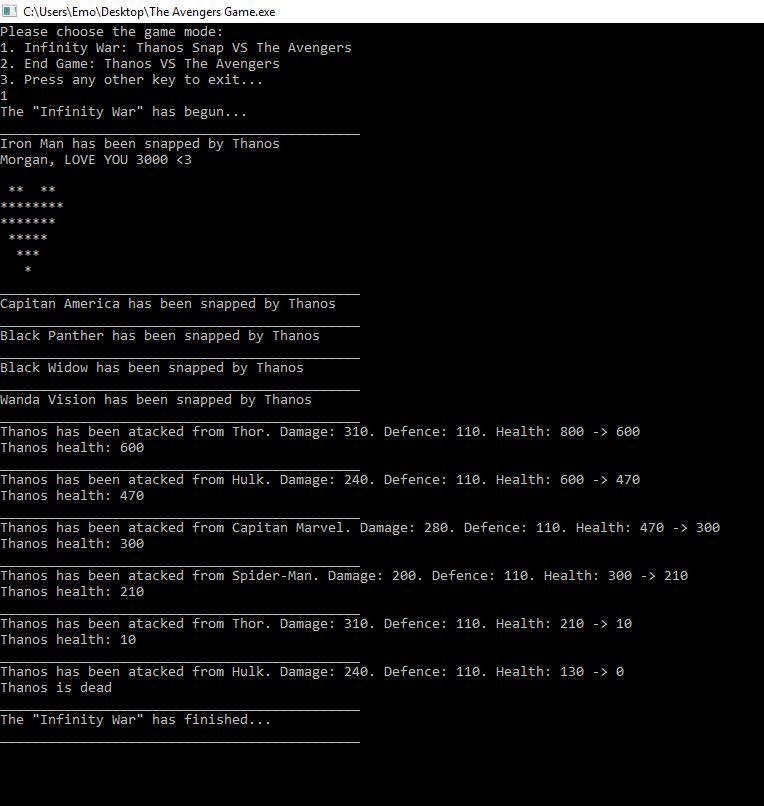 C:\Users\Emo\Desktop\The Avengers Game.exe
Please choose the game mode:
1. Infinity War: Thanos Snap VS The Avengers
2. End Game: Thanos VS The Avengers
3. Press any other key to exit...
1
The "Infinity War" has begun...
_____________________________________________
Iron Man has been snapped by Thanos
Morgan, LOVE YOU 3000 <3

 **  **
********
*******
 *****
  ***
   *
_____________________________________________
Capitan America has been snapped by Thanos
_____________________________________________
Black Panther has been snapped by Thanos
_____________________________________________
Black Widow has been snapped by Thanos
_____________________________________________
Wanda Vision has been snapped by Thanos
_____________________________________________
Thanos has been atacked from Thor. Damage: 310. Defence: 110. Health: 800 -> 600
Thanos health: 600
_____________________________________________
Thanos has been atacked from Hulk. Damage: 240. Defence: 110. Health: 600 -> 470
Thanos health: 470
_____________________________________________
Thanos has been atacked from Capitan Marvel. Damage: 280. Defence: 110. Health: 470 -> 300
Thanos health: 300
_____________________________________________
Thanos has been atacked from Spider-Man. Damage: 200. Defence: 110. Health: 300 -> 210
Thanos health: 210
_____________________________________________
Thanos has been atacked from Thor. Damage: 310. Defence: 110. Health: 210 -> 10
Thanos health: 10
_____________________________________________
Thanos has been atacked from Hulk. Damage: 240. Defence: 110. Health: 130 -> 0
Thanos is dead
_____________________________________________
The "Infinity War" has finished...
_____________________________________________